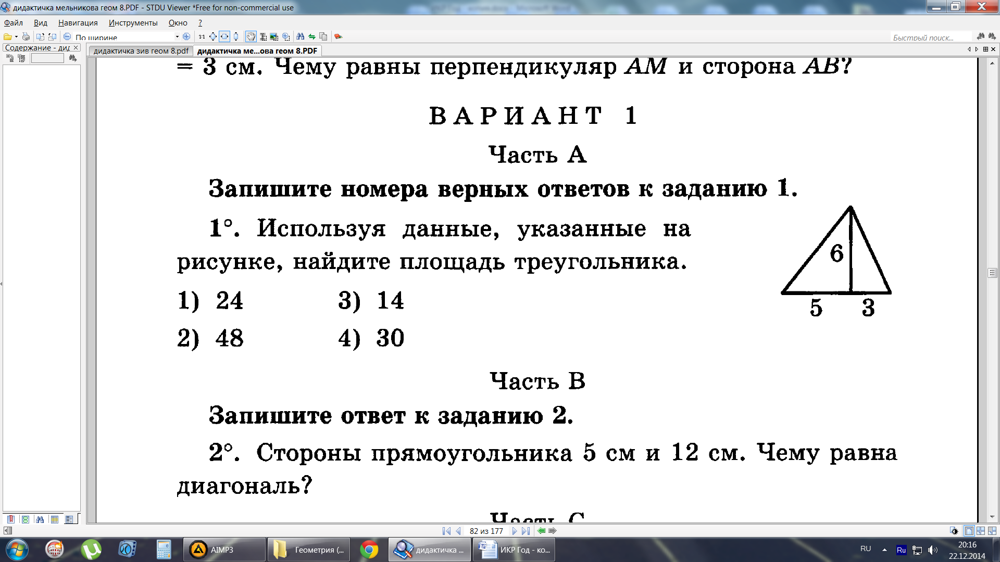 дидактичка мельникова геом 8.PDF - STDU Viewer *Free for non-commercial use
Файл Вид Навигация Инструменты Окно ?
1:1
По ширине
Быстрый поиск...
Содержание - дид
дидактичка зив геом 8.pdf
дидактичка ме...ова геом 8.PDF
= 3 см. Чему равны перпендикуляр AM и сторона AB?
ВАРИАНТ 1
Часть А
Запишите номера верных ответов к заданию 1.
1°. Используя данные, указанные на
рисунке, найдите площадь треугольника.
6
5 3
1) 24 3) 14
2) 48 4) 30
Часть В
Запишите ответ к заданию 2.
2°. Стороны прямоугольника 5 см и 12 см. Чему равна
диагональ?
Часть С
82 из 177
AIMP3
Геометрия (...
дидактичка ...
ИКР Год - ко...
RU
Ru
20:16
22.12.2014